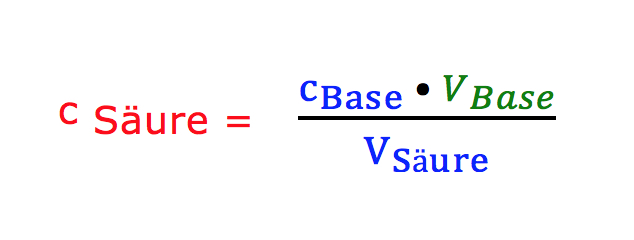 c Säure = 
c Base • V Base
V Säure